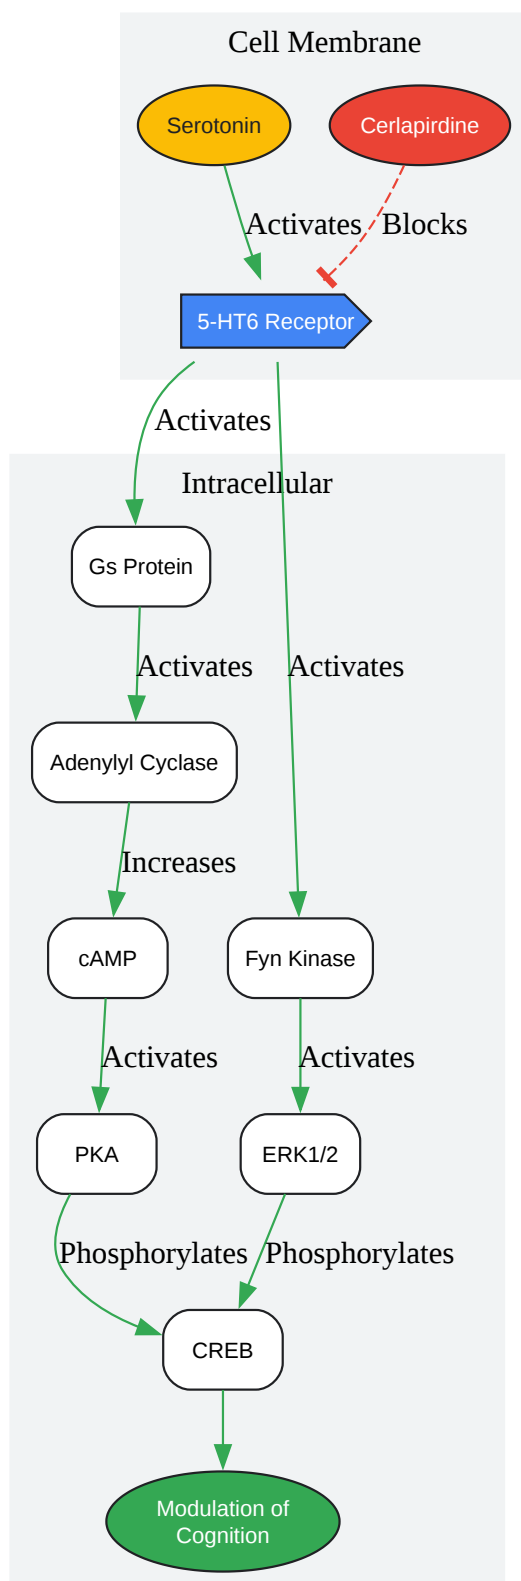 Cell Membrane
Serotonin
Cerlapirdine
Activates
Blocks
5-HT6 Receptor
Activates
Intracellular
Gs Protein
Activates
Activates
Adenylyl Cyclase
Increases
cAMP
Fyn Kinase
Activates
Activates
PKA
ERK1/2
Phosphorylates
Phosphorylates
CREB
Modulation of
Cognition